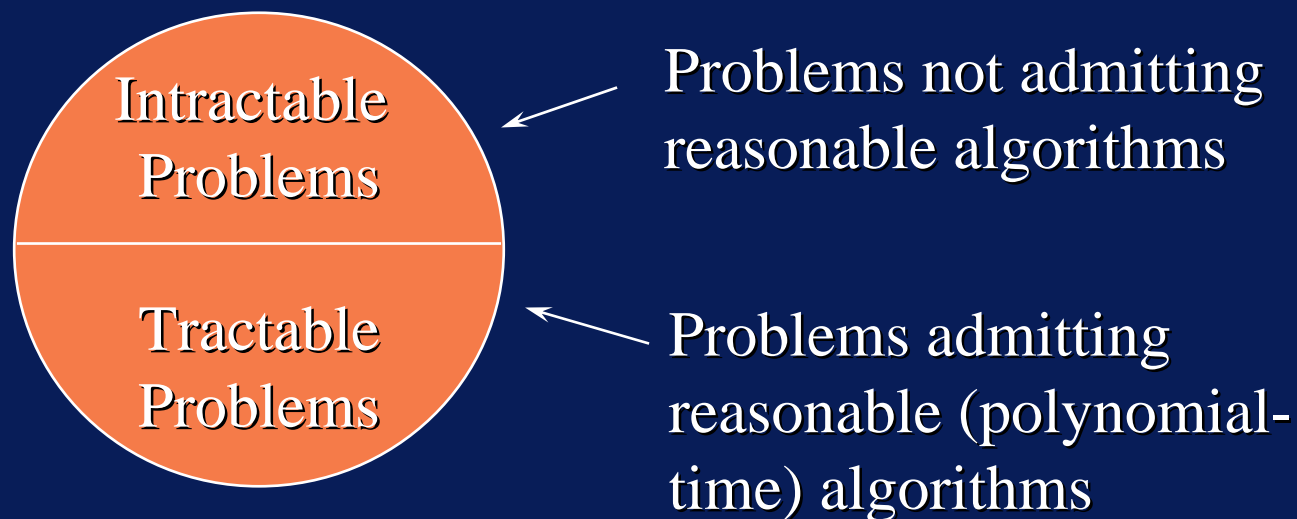 Intractable
Problems
Problems not admitting
reasonable algorithms
Tractable
Problems
Problems admitting
reasonable (polynomial-
time) algorithms